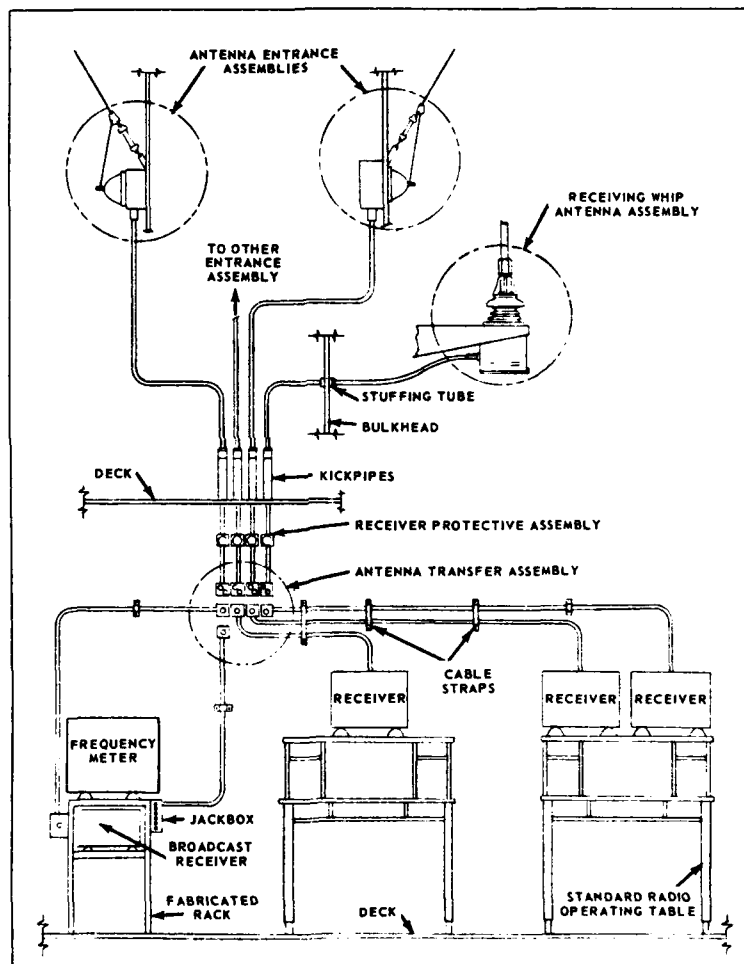 ANTENNA ENTRANCE
ASSEMBLIES
RECEIVING WHIP
ANTENNA ASSEMBLY
TO OTHER
ENTRANCE
ASSEMBLY
STUFFING TUBE
BULKHEAD
KICKPIPES
DECK
RECEIVER PROTECTIVE ASSEMBLY
ANTENNA TRANSFER ASSEMBLY
CABLE
STRAPS
RECEIVER
RECEIVER
RECEIVER
FREQUENCY
METER
JACKBOX
BROADCAST
RECEIVER
FABRICATED
RACK
DECK
STANDARD RADIO
OPERATING TABLE